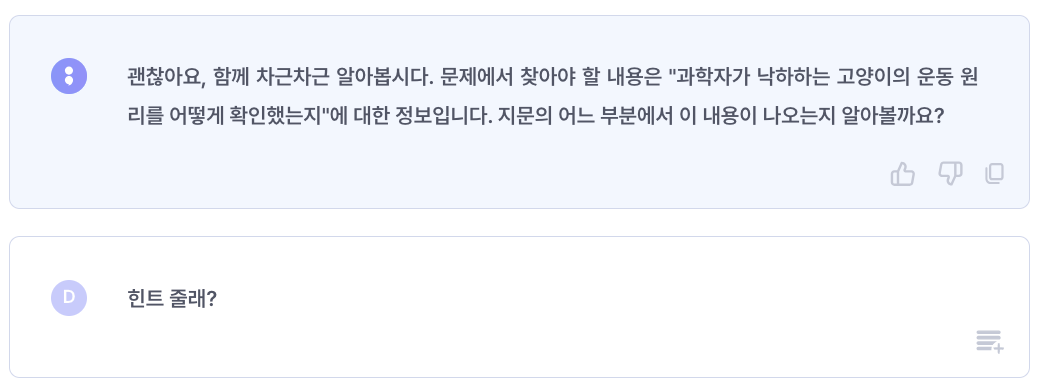 괜찮아요, 함께 차근차근 알아봅시다. 문제에서 찾아야 할 내용은 "과학자가 낙하하는 고양이의 운동 원
리를 어떻게 확인했는지"에 대한 정보입니다. 지문의 어느 부분에서 이 내용이 나오는지 알아볼까요?
D
힌트 줄래?